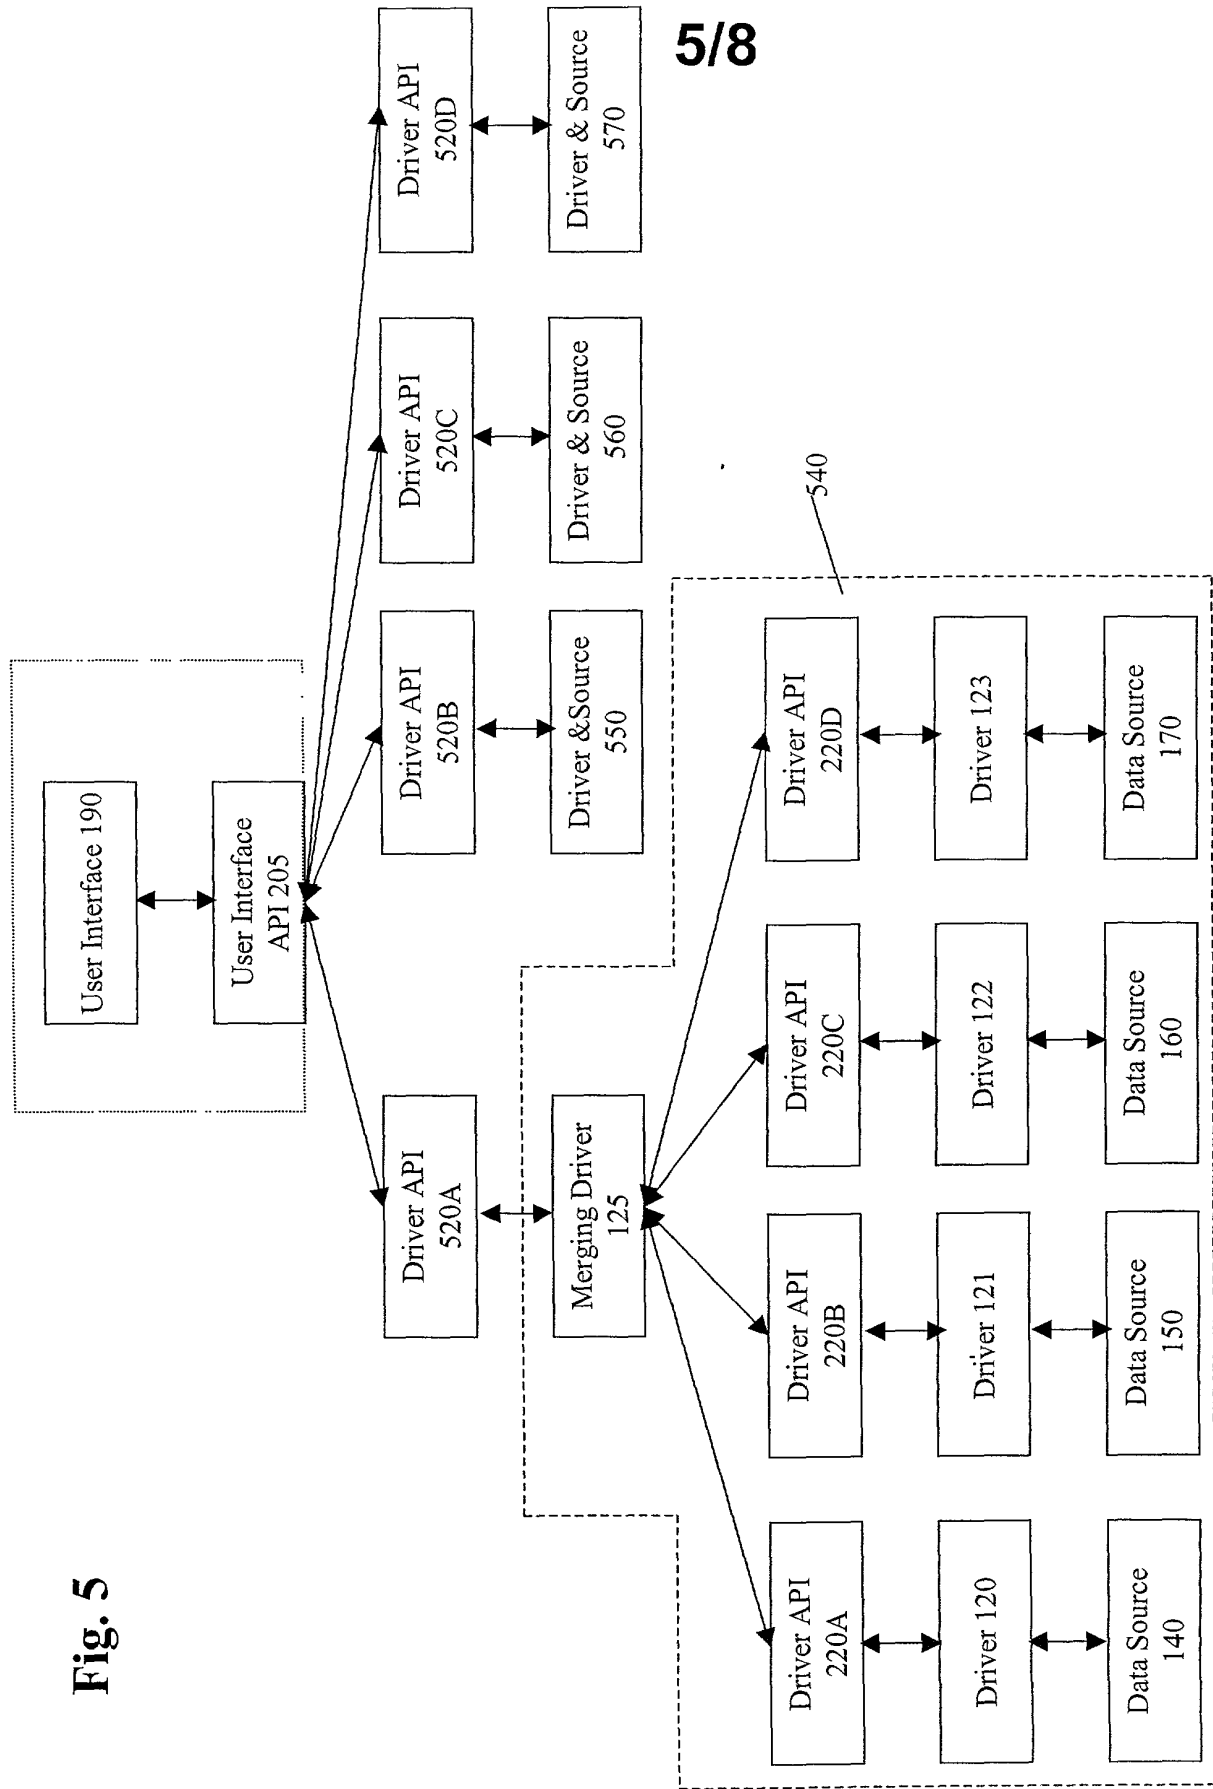 5/8
Fig. 5
User Interface 190
User Interface
API 205
Driver API
520A
Driver API
520B
Driver API
520C
Driver API
520D
Merging Driver
125
Driver &Source
550
Driver & Source
560
Driver & Source
570
540
Driver API
220A
Driver API
220B
Driver API
220C
Driver API
220D
Driver 120
Driver 121
Driver 122
Driver 123
Data Source
140
Data Source
150
Data Source
160
Data Source
170